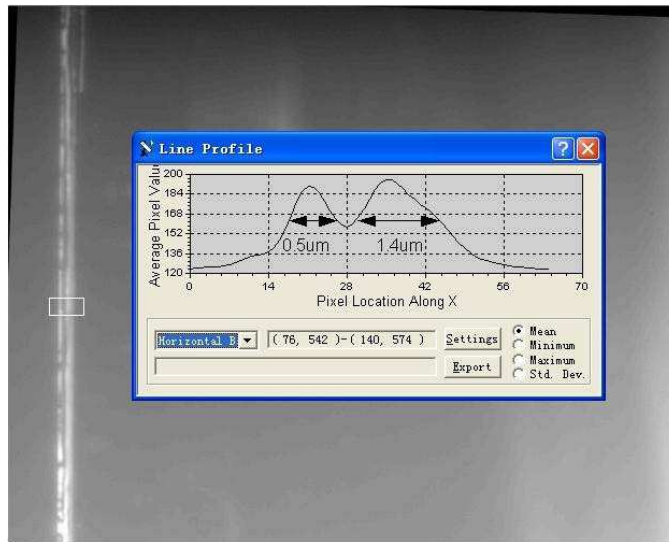 Line Profile
Average Pixel Valu
200
184
168
152
136
120
0.5um
1.4um
0 14 28 42 56 70
Pixel Location Along X
Horizontal B
( 76, 542 )-( 140, 574 )
Settings
Export
Mean
Minimum
Maximum
Std. Dev.